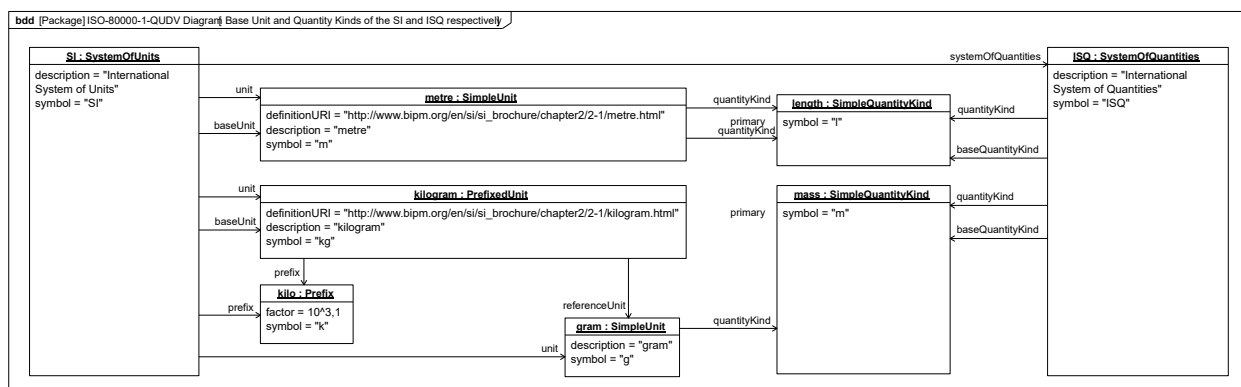 bdd [Package] ISO-80000-1-QUDV Diagram[ Base Unit and Quantity Kinds of the SI and ISQ respectively]
SI : SystemOfUnits
description = "International
System of Units"
symbol = "SI"
systemOfQuantities
ISQ : SystemOfQuantities
description = "International
System of Quantities"
symbol = "ISQ"
unit
baseUnit
metre : SimpleUnit
definitionURI = "http://www.bipm.org/en/si/si_brochure/chapter2/2-1/metre.html"
description = "metre"
symbol = "m"
quantityKind
primary
quantityKind
length : SimpleQuantityKind
symbol = "l"
quantityKind
baseQuantityKind
unit
baseUnit
kilogram : PrefixedUnit
definitionURI = "http://www.bipm.org/en/si/si_brochure/chapter2/2-1/kilogram.html"
description = "kilogram"
symbol = "kg"
primary
mass : SimpleQuantityKind
symbol = "m"
quantityKind
baseQuantityKind
prefix
prefix
kilo : Prefix
factor = 10^3,1
symbol = "k"
referenceUnit
unit
gram : SimpleUnit
description = "gram"
symbol = "g"
quantityKind